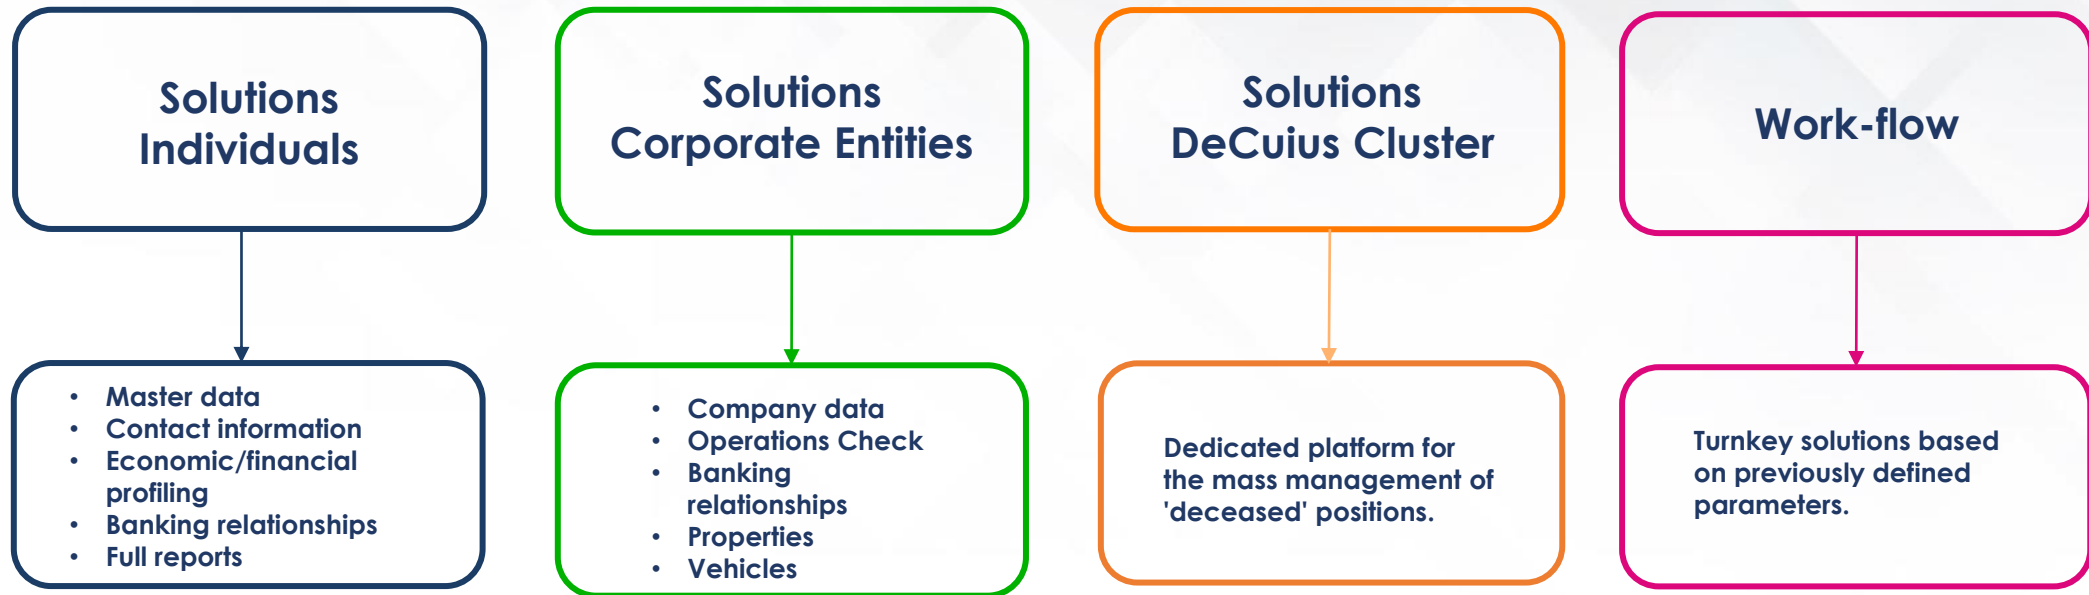 Solutions
Individuals
Solutions
Corporate Entities
Solutions
DeCuius Cluster
Work-flow
• Master data
• Contact information
• Economic/financial
profiling
• Banking relationships
• Full reports
• Company data
• Operations Check
• Banking
relationships
• Properties
• Vehicles
Dedicated platform for
the mass management of
'deceased' positions.
Turnkey solutions based
on previously defined
parameters.